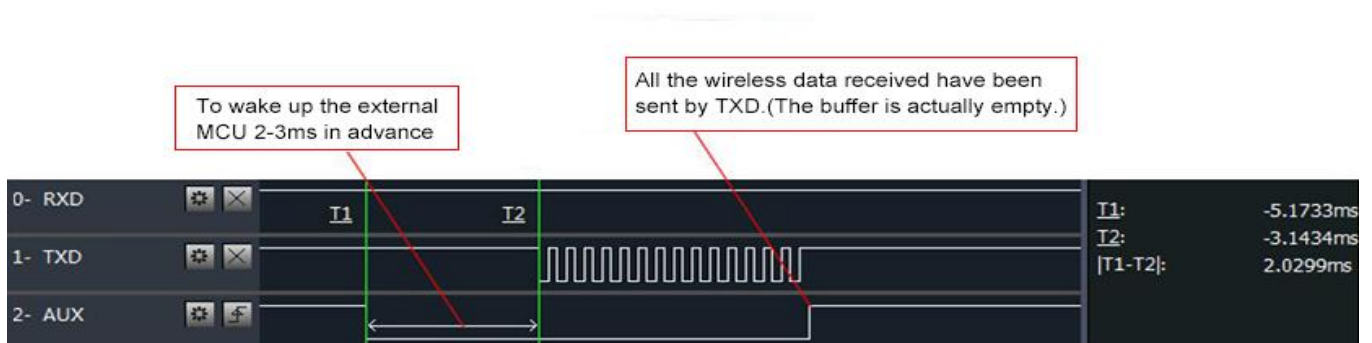 To wake up the external
MCU 2-3ms in advance
All the wireless data received have been
sent by TXD.(The buffer is actually empty.)
0- RXD
T1
T2
1- TXD
2- AUX
T1: -5.1733ms
T2: -3.1434ms
|T1-T2|: 2.0299ms